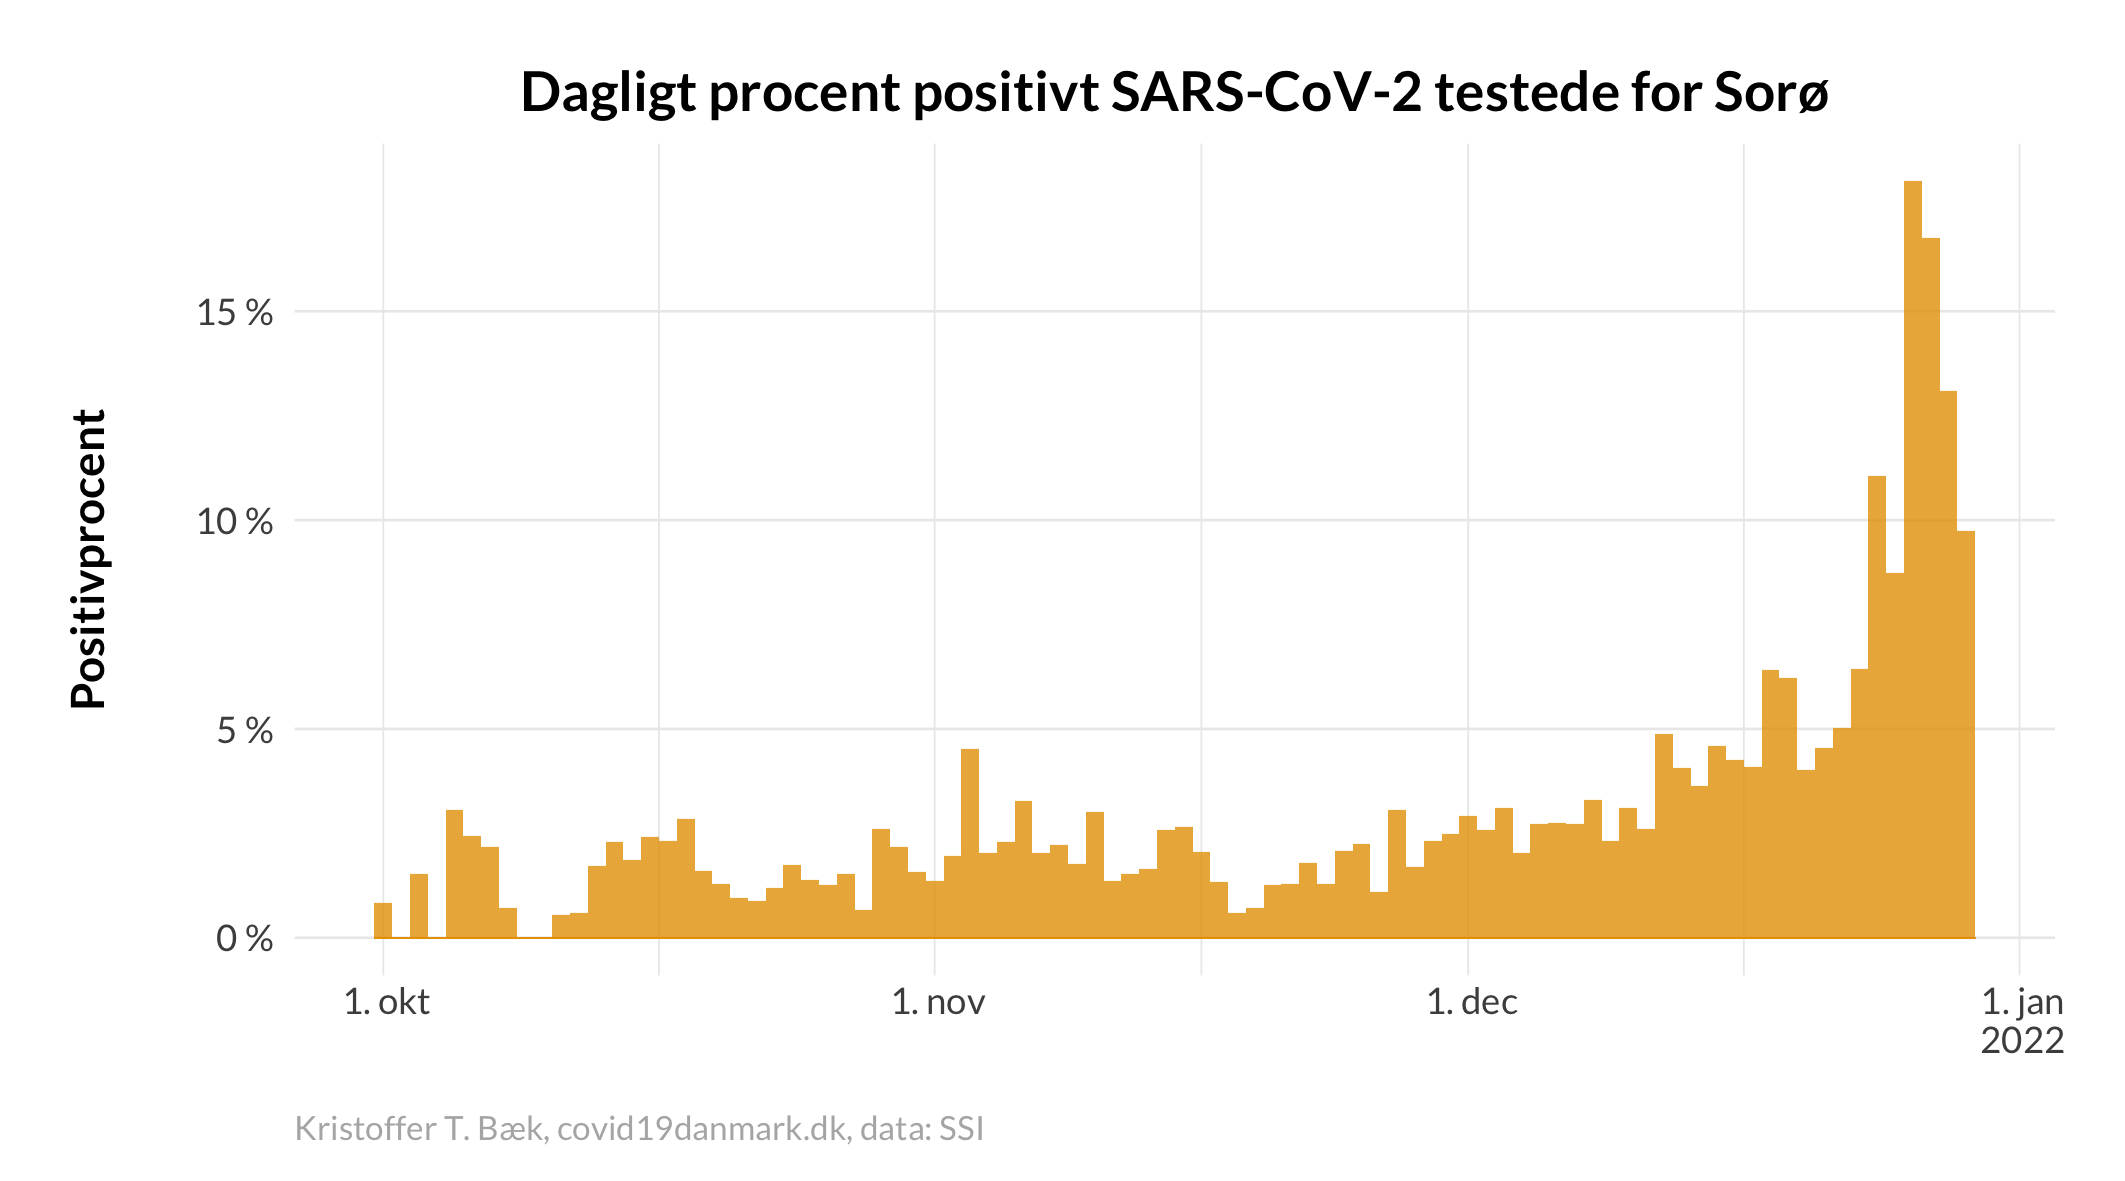 Dagligt procent positivt SARS-CoV-2 testede for Sorø
Positivprocent
15 %
10 %
5 %
0 %
1. okt
1. nov
1. dec
1. jan
2022
Kristoffer T. Bæk, covid19danmark.dk, data: SSI